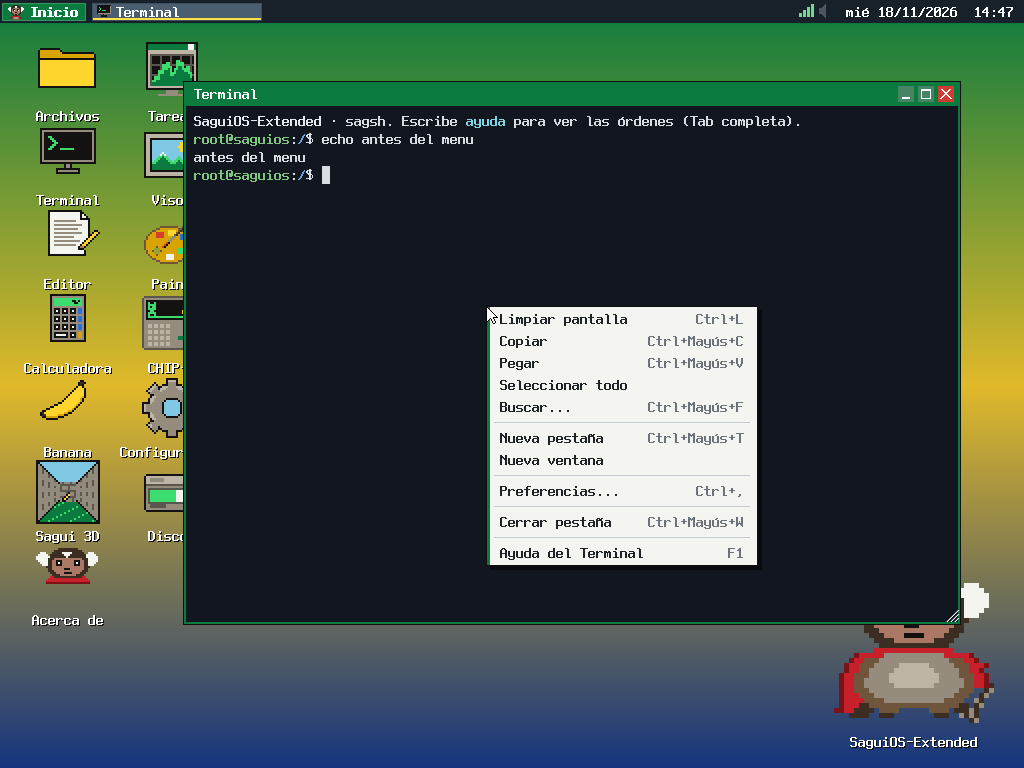 Inicio
Terminal
mié 18/11/2026 14:47
Archivos
Terminal
Editor
Calculadora
Banana
Sagui 3D
Acerca de
Terminal
SaguiOS-Extended · sagsh. Escribe ayuda para ver las órdenes (Tab completa).
root@saguios:/$ echo antes del menu
antes del menu
root@saguios:/$
Limpiar pantalla Ctrl+L
Copiar Ctrl+Mayús+C
Pegar Ctrl+Mayús+V
Seleccionar todo
Buscar... Ctrl+Mayús+F
Nueva pestaña Ctrl+Mayús+T
Nueva ventana
Preferencias... Ctrl+,
Cerrar pestaña Ctrl+Mayús+W
Ayuda del Terminal F1
SaguiOS-Extended